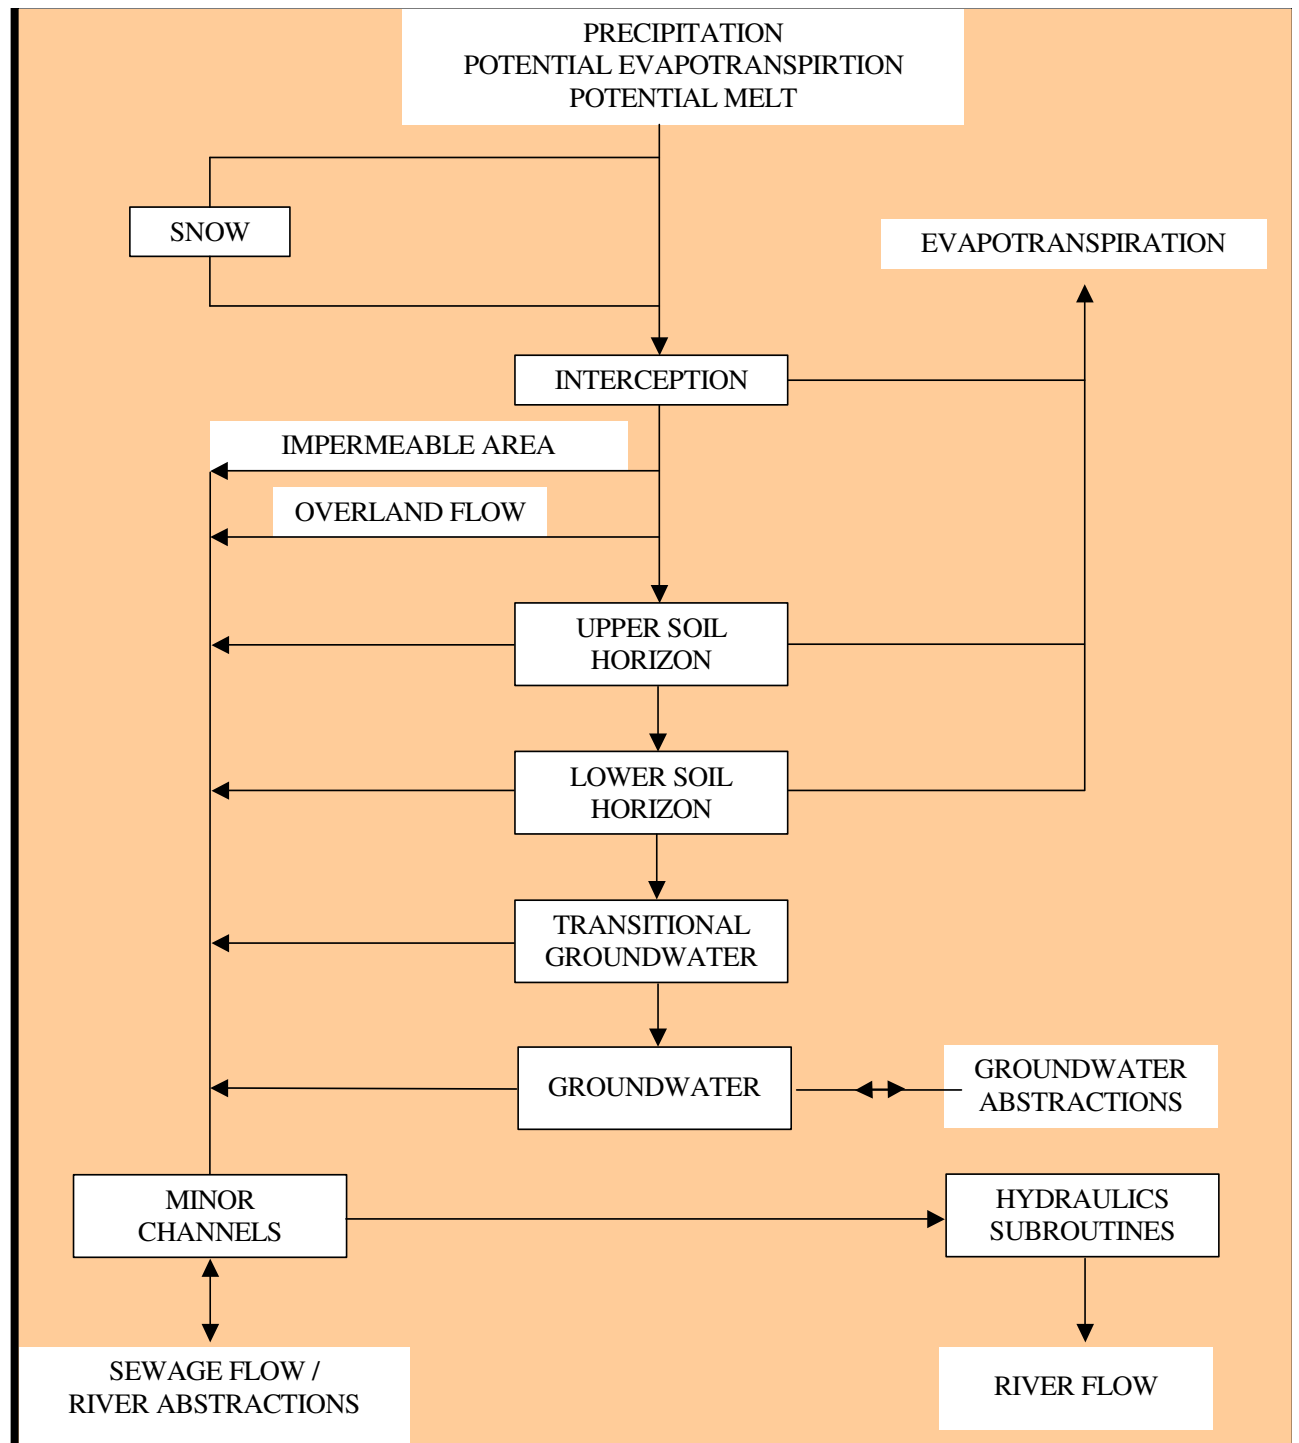 PRECIPITATION
POTENTIAL EVAPOTRANSPIRTION
POTENTIAL MELT
SNOW
EVAPOTRANSPIRATION
INTERCEPTION
IMPERMEABLE AREA
OVERLAND FLOW
UPPER SOIL
HORIZON
LOWER SOIL
HORIZON
TRANSITIONAL
GROUNDWATER
GROUNDWATER
GROUNDWATER
ABSTRACTIONS
MINOR
CHANNELS
HYDRAULICS
SUBROUTINES
SEWAGE FLOW /
RIVER ABSTRACTIONS
RIVER FLOW